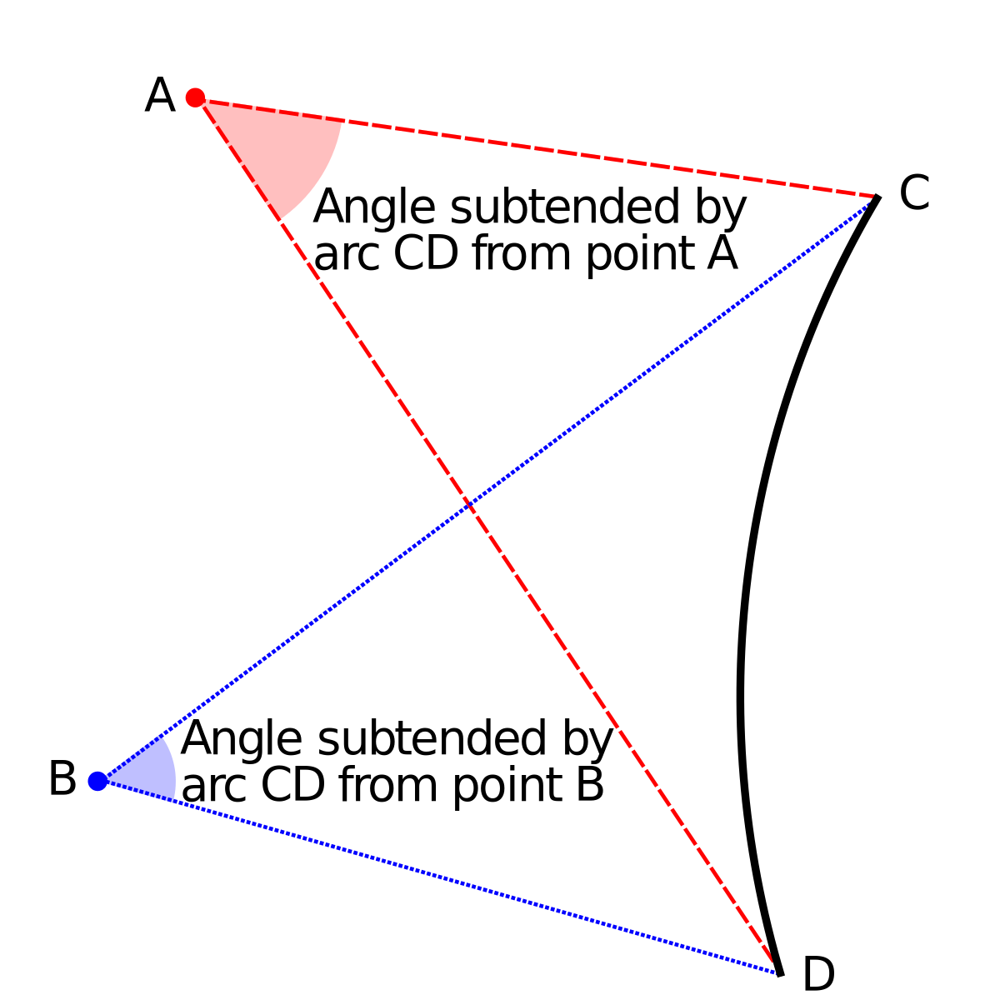 A
C
Angle subtended by
arc CD from point A
Angle subtended by
B
arc CD from point B
D